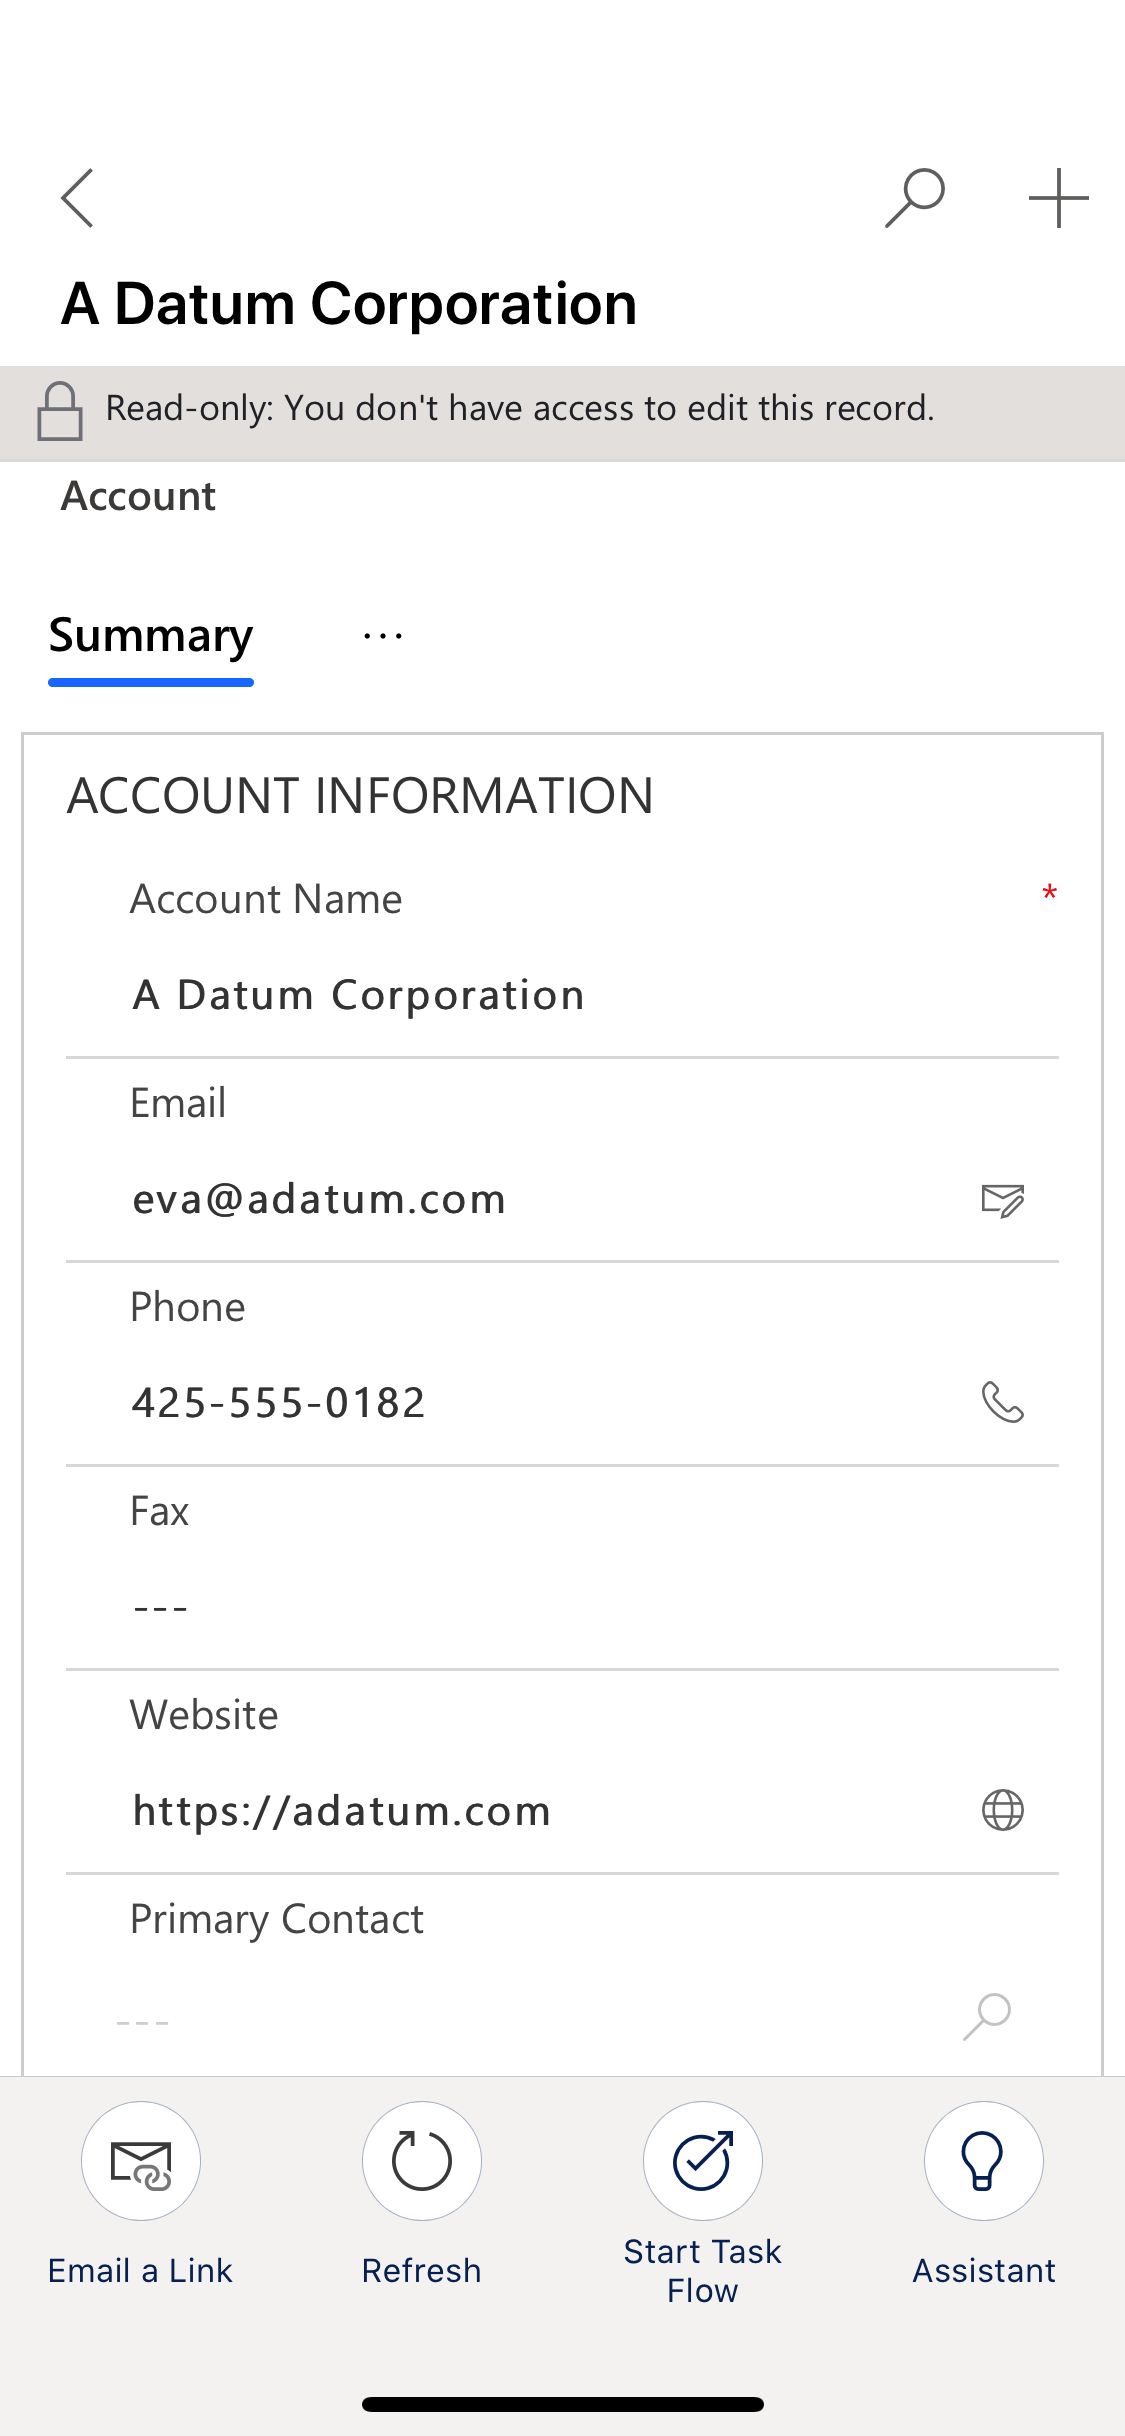 A Datum Corporation
Read-only: You don't have access to edit this record.
Account
Summary ...
ACCOUNT INFORMATION
Account Name *
A Datum Corporation
Email
eva@adatum.com
Phone
425-555-0182
Fax
---
Website
https://adatum.com
Primary Contact
---
Email a Link
Refresh
Start Task
Flow
Assistant